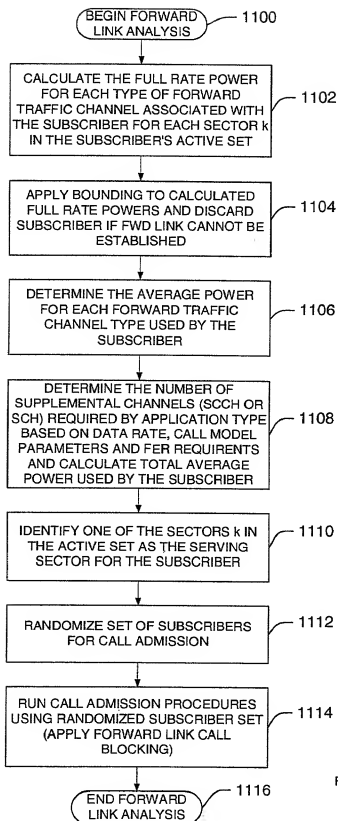 BEGIN FORWARD
LINK ANALYSIS
1100
CALCULATE THE FULL RATE POWER
FOR EACH TYPE OF FORWARD
TRAFFIC CHANNEL ASSOCIATED WITH
THE SUBSCRIBER FOR EACH SECTOR k
IN THE SUBSCRIBER'S ACTIVE SET
1102
APPLY BOUNDING TO CALCULATED
FULL RATE POWERS AND DISCARD
SUBSCRIBER IF FWD LINK CANNOT BE
ESTABLISHED
1104
DETERMINE THE AVERAGE POWER
FOR EACH FORWARD TRAFFIC
CHANNEL TYPE USED BY THE
SUBSCRIBER
1106
DETERMINE THE NUMBER OF
SUPPLEMENTAL CHANNELS (SCCH OR
SCH) REQUIRED BY APPLICATION TYPE
BASED ON DATA RATE, CALL MODEL
PARAMETERS AND FER REQUIRENTS
AND CALCULATE TOTAL AVERAGE
POWER USED BY THE SUBSCRIBER
1108
IDENTIFY ONE OF THE SECTORS k IN
THE ACTIVE SET AS THE SERVING
SECTOR FOR THE SUBSCRIBER
1110
RANDOMIZE SET OF SUBSCRIBERS
FOR CALL ADMISSION
1112
RUN CALL ADMISSION PROCEDURES
USING RANDOMIZED SUBSCRIBER SET
(APPLY FORWARD LINK CALL
BLOCKING)
1114
END FORWARD
LINK ANALYSIS
1116
F